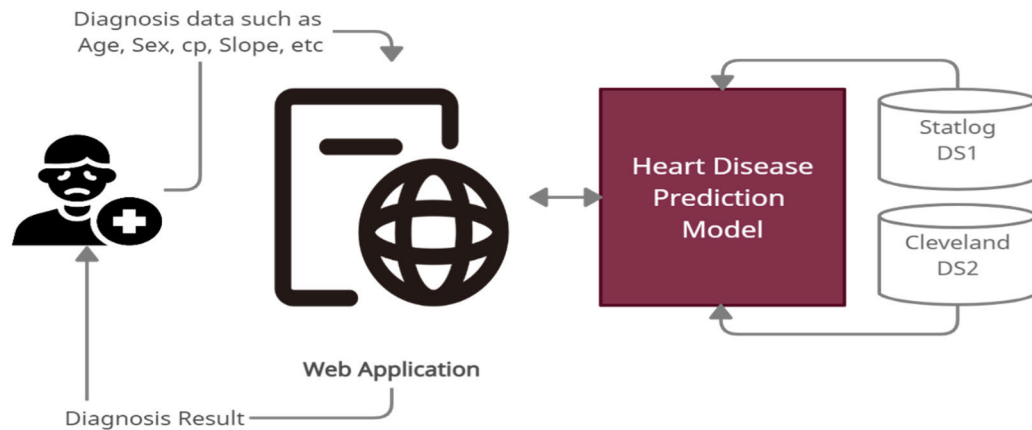 Diagnosis data such as
Age, Sex, cp, Slope, etc
Heart Disease
Prediction
Model
Statlog
DS1
Cleveland
DS2
Web Application
Diagnosis Result